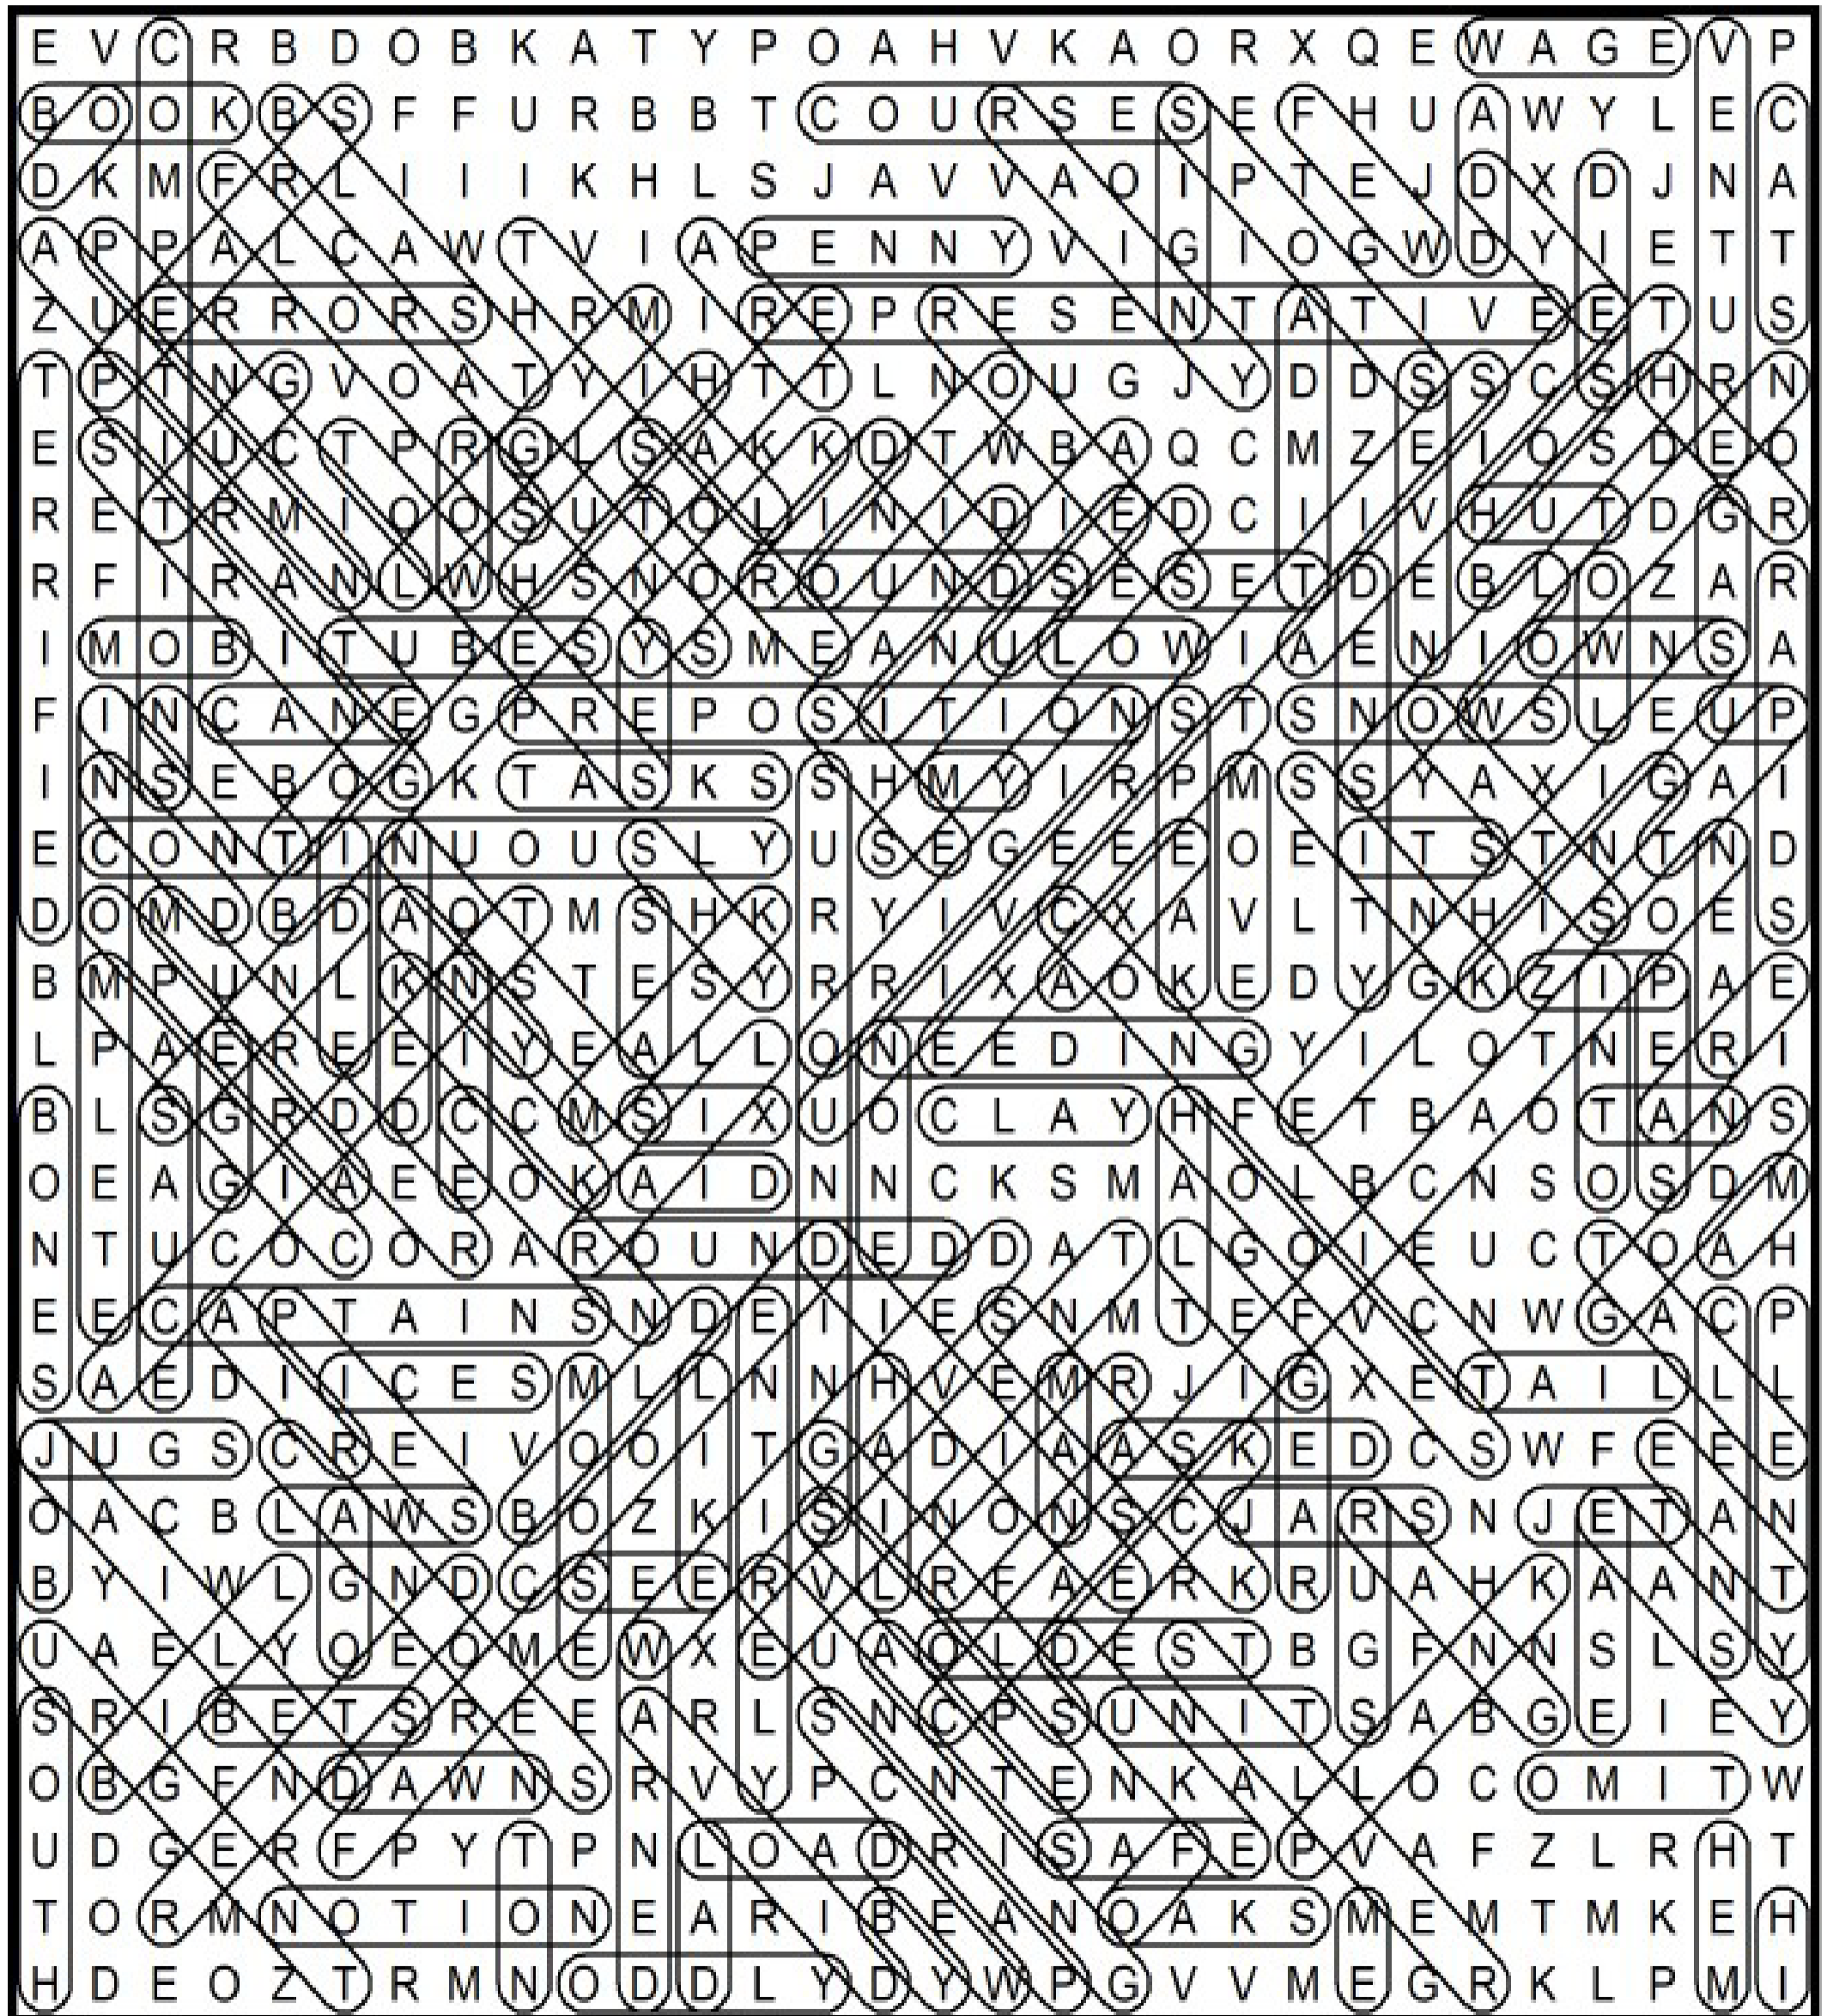 E V C R B D O B K A T Y P O A H V K A O R X Q E W A G E V P
B O O K B S F F U R B B T C O U R S E S E F H U A W Y L E C
D K M F R L I I I K H L S J A V V A O I P T E J D X D J N A
A P P A L C A W T V I A P E N N Y V I G I O G W D Y I E T T
Z U E R R O R S H R M I R E P R E S E N T A T I V E E T U S
T P T N G V O A T Y I H T T L N O U G J Y D D S S C S H R N
E S I U C T P R G L S A K K D T W B A Q C M Z E I O S D E O
R E T R M I O O S U T O L I N I D I E D C I I V H U T D G R
R F I R A N L W H S N O R O U N D S E S E T D E B L O Z A R
I M O B I T U B E S Y S M E A N U L O W I A E N I O W N S A
F I N C A N E G P R E P O S I T I O N S T S N O W S L E U P
I N S E B O G K T A S K S S H M Y I R P M S S Y A X I G A I
E C O N T I N U O U S L Y U S E G E E E O E I T S T N T N D
D O M D B D A O T M S H K R Y I V C X A V L T N H I S O E S
B M P U N L K N S T E S Y R R I X A O K E D Y G K Z I P A E
L P A E R E E I Y E A L L O N E E D I N G Y I L O T N E R I
B L S G R D D C C M S I X U O C L A Y H F E T B A O T A N S
O E A G I A E E O K A I D N N C K S M A O L B C N S O S D M
N T U C O C O R A R O U N D E D D A T L G O I E U C T O A H
E E C A P T A I N S N D E I I E S N M T E F V C N W G A C P
S A E D I I C E S M L L N N H V E M R J I G X E T A I L L L
J U G S C R E I V O O I T G A D I A A S K E D C S W F E E E
O A C B L A W S B O Z K I S I N O N S C J A R S N J E T A N
B Y I W L G N D C S E E R V L R F A E R K R U A H K A A N T
U A E L Y O E O M E W X E U A O L D E S T B G F N N S L S Y
S R I B E T S R E E A R L S N C P S U N I T S A B G E I E Y
O B G F N D A W N S R V Y P C N T E N K A L L O C O M I T W
U D G E R F P Y T P N L O A D R I S A F E P V A F Z L R H T
T O R M N O T I O N E A R I B E A N O A K S M E M T M K E H
H D E O Z T R M N O D D L Y D Y W P G V V M E G R K L P M I